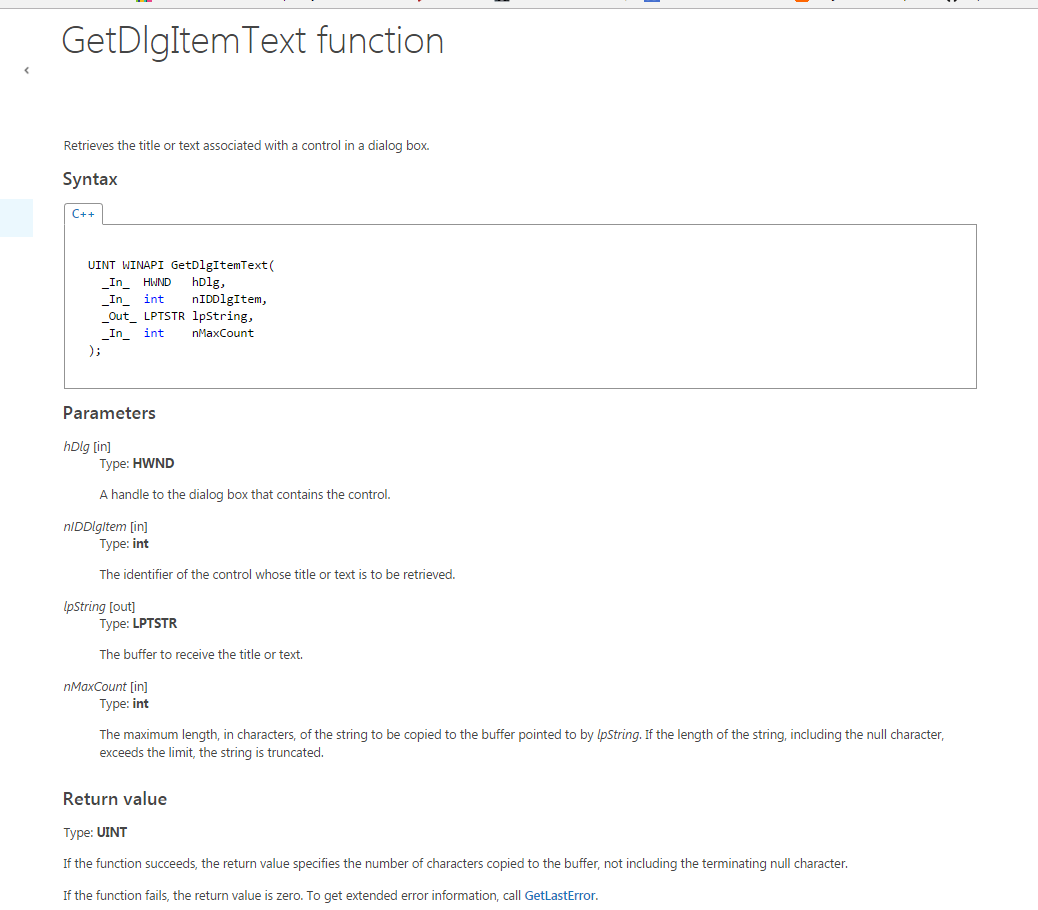 GetDlgItemText function
Retrieves the title or text associated with a control in a dialog box.
Syntax
C++
UINT WINAPI GetDlgItemText(
_In_ HWND hDlg,
_In_ int nIDDlgItem,
_Out_ LPTSTR lpString,
_In_ int nMaxCount
);
Parameters
hDlg [in]
Type: HWND
A handle to the dialog box that contains the control.
nIDDlgItem [in]
Type: int
The identifier of the control whose title or text is to be retrieved.
lpString [out]
Type: LPTSTR
The buffer to receive the title or text.
nMaxCount [in]
Type: int
The maximum length, in characters, of the string to be copied to the buffer pointed to by lpString. If the length of the string, including the null character,
exceeds the limit, the string is truncated.
Return value
Type: UINT
If the function succeeds, the return value specifies the number of characters copied to the buffer, not including the terminating null character.
If the function fails, the return value is zero. To get extended error information, call GetLastError.